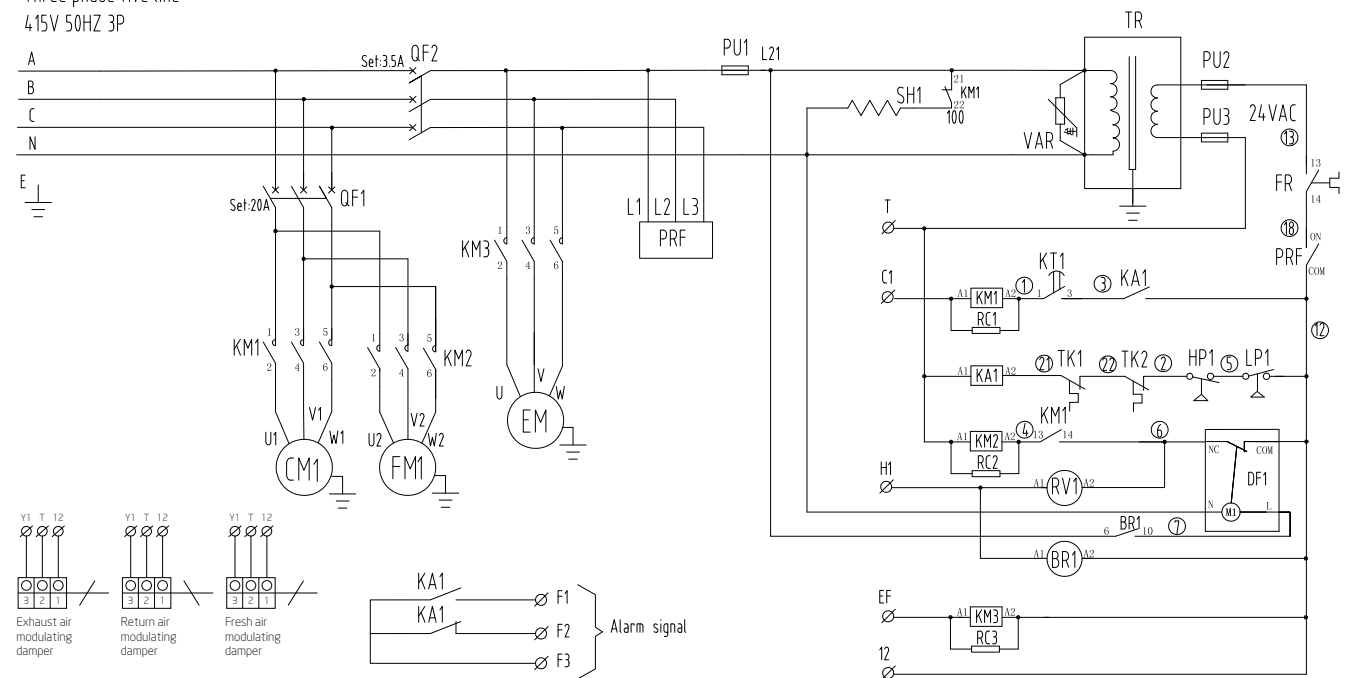 415V 50HZ 3P
A
B
C
N
E
Set:3.5A QF2
PU1 L21
SH1
21
KM1
22
100
VAR
TR
PU2
PU3
24VAC
13
13
FR
14
18
ON
PRF
COM
12
Set:20A QF1
L1 L2 L3
PRF
KM3
1 3 5
2 4 6
KM1
1 3 5
2 4 6
1 3 5
2 4 6
KM2
U V W
EM
U1 V1 W1
CM1
U2 V2 W2
FM1
T
C1
A1 KM1 A2
RC1
1
KT1
1 3
3
KA1
A1 KA1 A2
21
TK1
22
TK2
2
HP1
5
LP1
A1 KM2 A2
RC2
4
KM1
13 14
6
NC COM
DF1
N M1 L
H1
A1 RV1 A2
6 BR1 10
7
A1 BR1 A2
EF
A1 KM3 A2
RC3
12
Y1 T 12
3 2 1
Exhaust air
modulating
damper
Y1 T 12
3 2 1
Return air
modulating
damper
Y1 T 12
3 2 1
Fresh air
modulating
damper
KA1
F1
KA1
F2
F3
Alarm signal